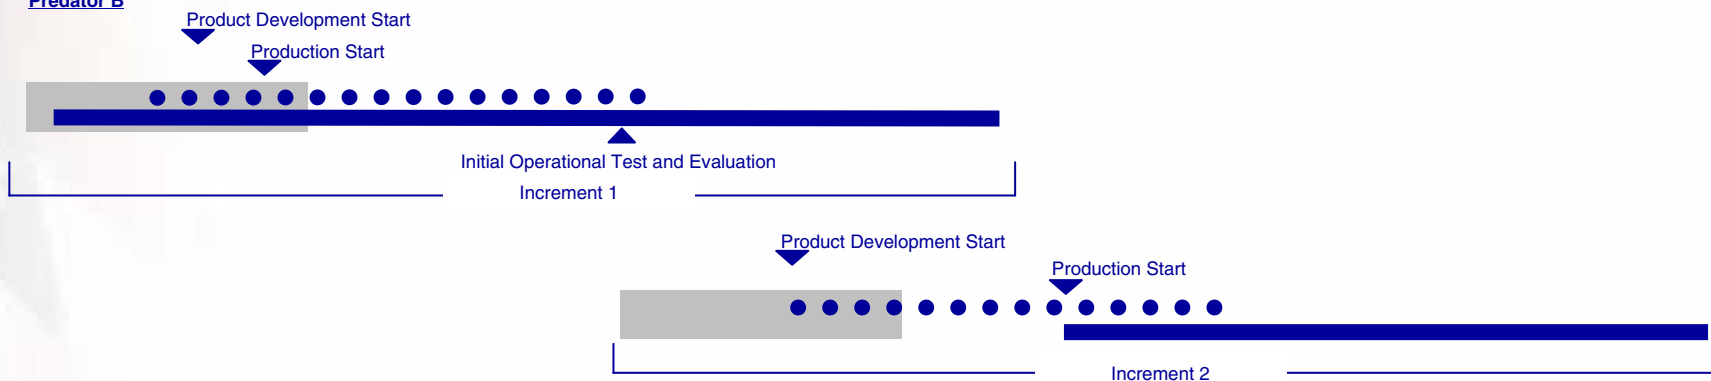 Predator B
Product Development Start
Production Start
Initial Operational Test and Evaluation
Increment 1
Product Development Start
Production Start
Increment 2